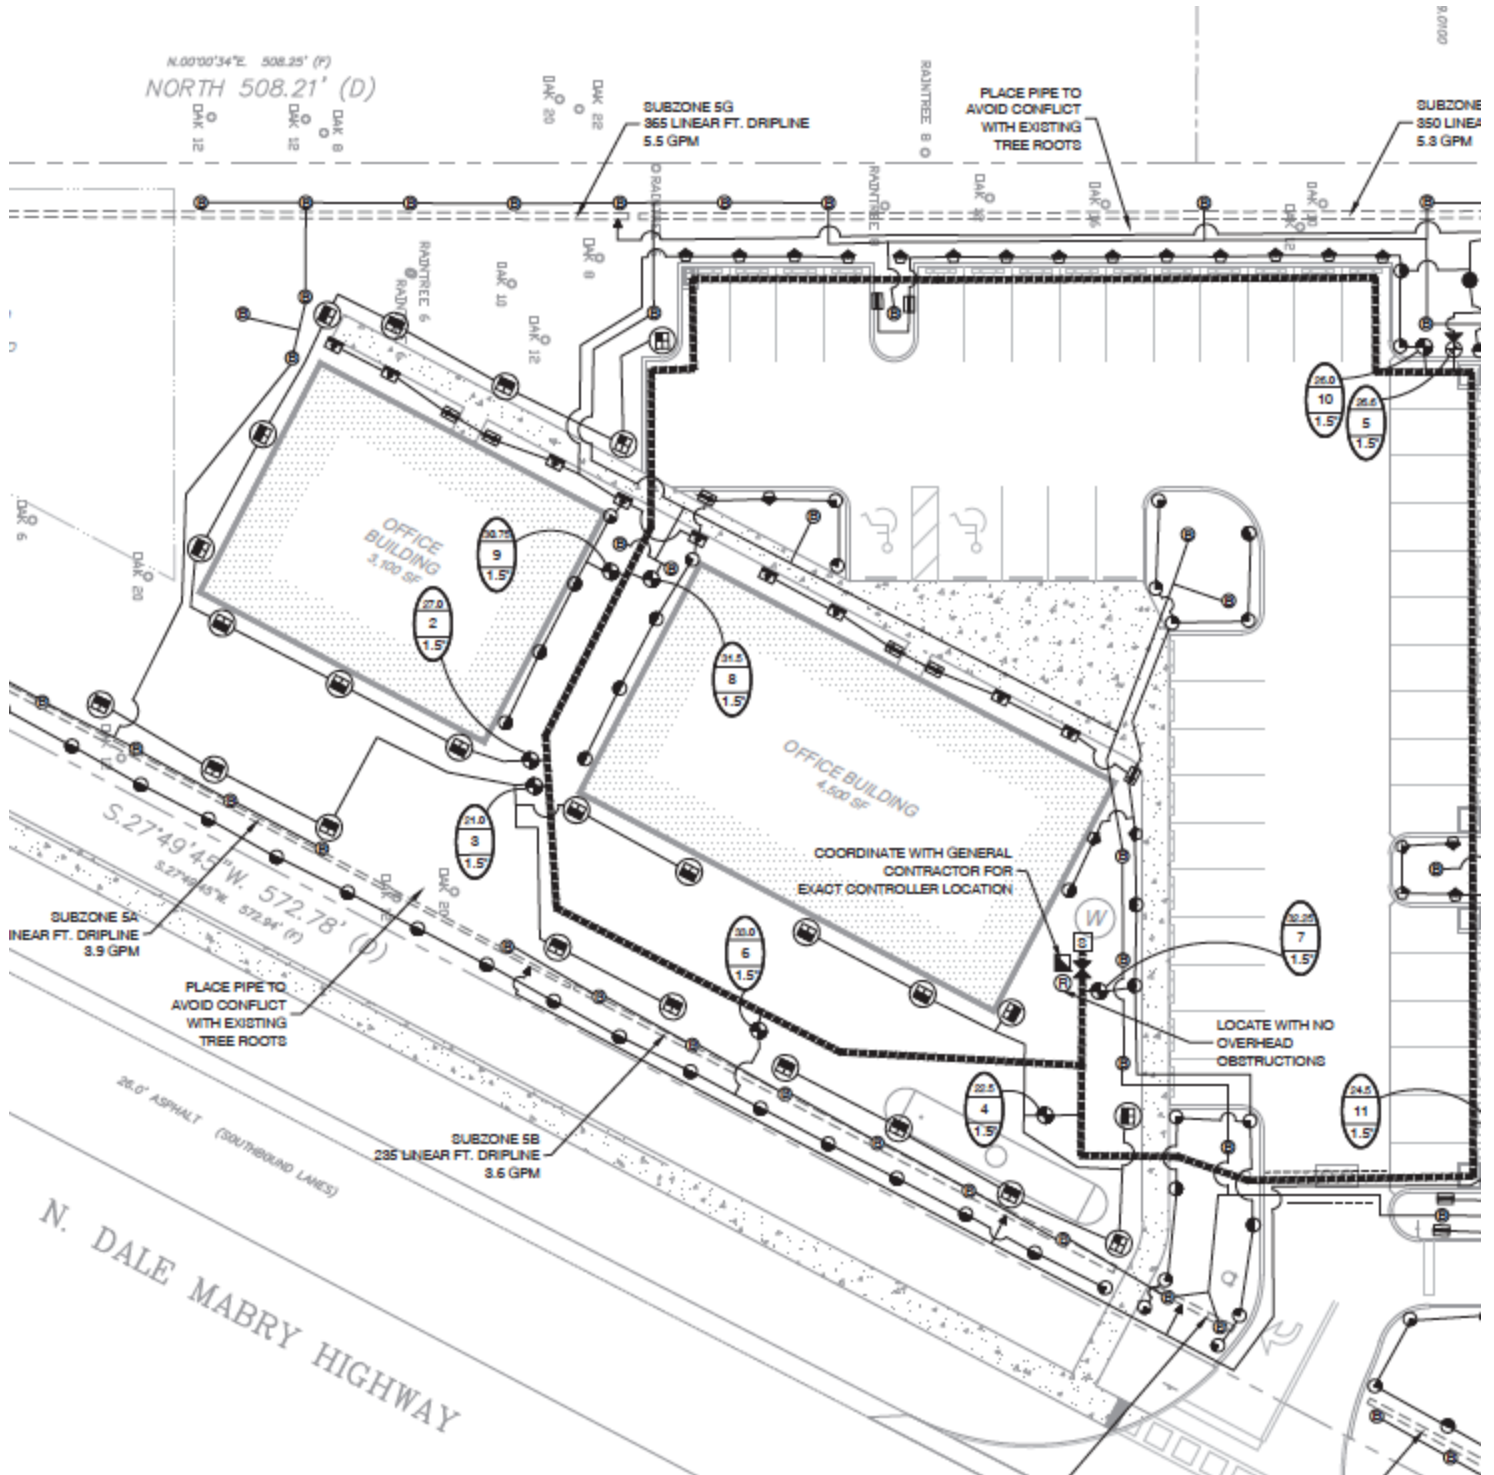 N.00°00'34"E. 508.25' (F)
NORTH 508.21' (D)
OAK 12
OAK 12
OAK 8
OAK 20
OAK 22
SUBZONE 5G
365 LINEAR FT. DRIPLINE
5.5 GPM
RAINTREE 8
PLACE PIPE TO
AVOID CONFLICT
WITH EXISTING
TREE ROOTS
SUBZONE
350 LINEA
5.3 GPM
OAK 8
OAK 10
OAK 12
RAINTREE 6
OAK 6
OAK 20
OFFICE
BUILDING
3,100 SF
30.75
9
1.5"
27.0
2
1.5"
31.5
8
1.5"
26.0
10
1.5"
26.5
5
1.5"
OFFICE BUILDING
4,500 SF
21.0
3
1.5"
COORDINATE WITH GENERAL
CONTRACTOR FOR
EXACT CONTROLLER LOCATION
W
S
R
33.0
6
1.5"
32.25
7
1.5"
LOCATE WITH NO
OVERHEAD
OBSTRUCTIONS
22.5
4
1.5"
24.5
11
1.5"
S.27°49'45"W. 572.78' (D)
S.27°49'45"W. 572.94' (F)
OAK 20
SUBZONE 5A
INEAR FT. DRIPLINE
3.9 GPM
PLACE PIPE TO
AVOID CONFLICT
WITH EXISTING
TREE ROOTS
SUBZONE 5B
235 LINEAR FT. DRIPLINE
3.6 GPM
26.0' ASPHALT (SOUTHBOUND LANES)
N. DALE MABRY HIGHWAY